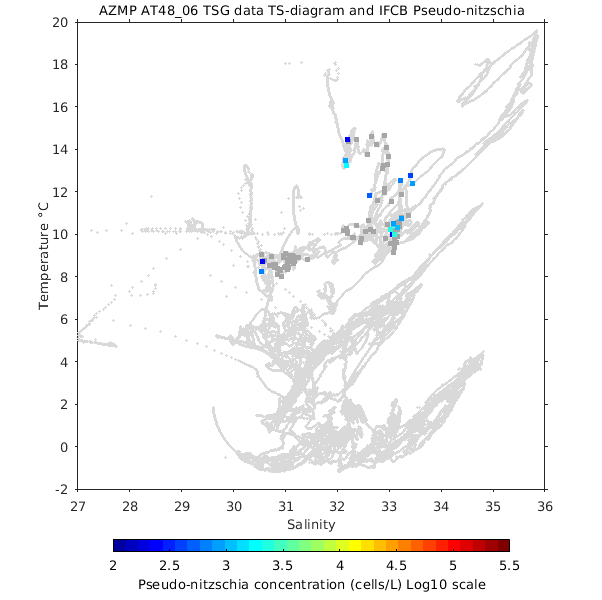 AZMP AT48_06 TSG data TS-diagram and IFCB Pseudo-nitzschia
20
18
16
14
12
10
8
6
4
2
0
-2
Temperature °C
27 28 29 30 31 32 33 34 35 36
Salinity
2 2.5 3 3.5 4 4.5 5 5.5
Pseudo-nitzschia concentration (cells/L) Log10 scale